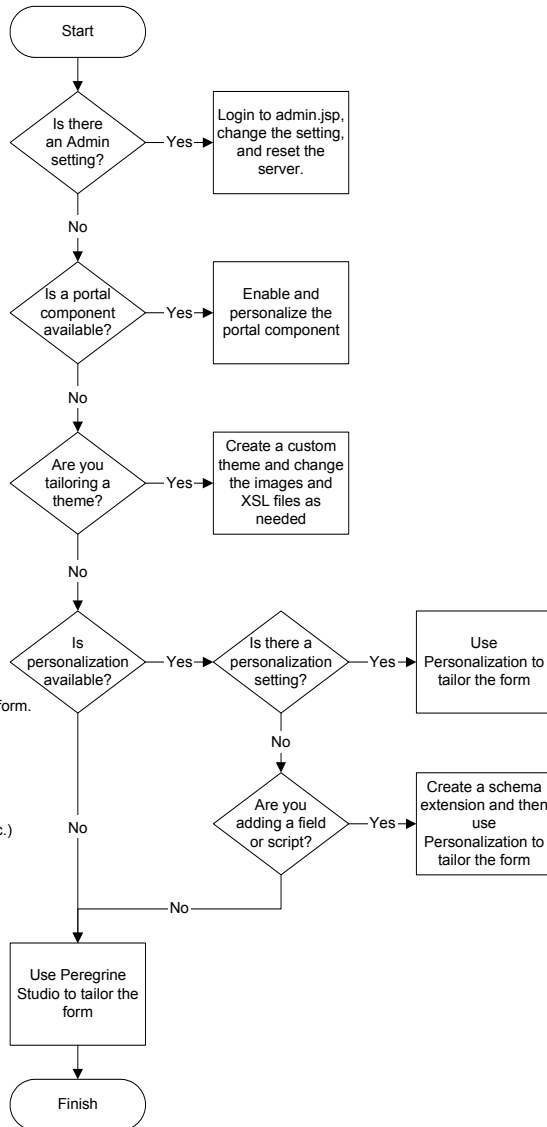 Start
Is there
an Admin
setting?
Yes
Login to admin.jsp,
change the setting,
and reset the
server.
No
Is a portal
component
available?
Yes
Enable and
personalize the
portal component
No
Are you
tailoring a
theme?
Yes
Create a custom
theme and change
the images and
XSL files as
needed
No
Is
personalization
available?
Yes
Is there a
personalization
setting?
Yes
Use
Personalization to
tailor the form
form.
No
Are you
adding a field
or script?
Yes
Create a schema
extension and then
use
Personalization to
tailor the form
c.)
No
No
Use Peregrine
Studio to tailor the
form
Finish